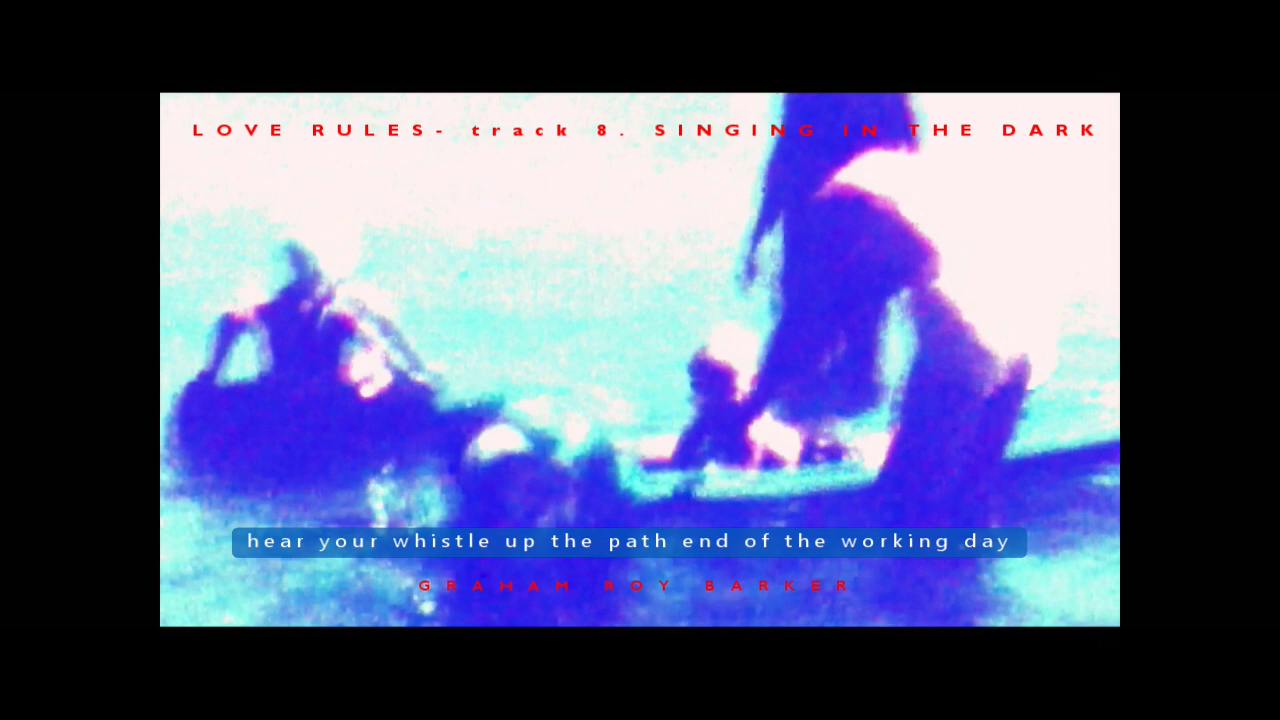 LOVE RULES- track 8. SINGING IN THE DARK
hear your whistle up the path end of the working day
GRAHAM ROY BARKER